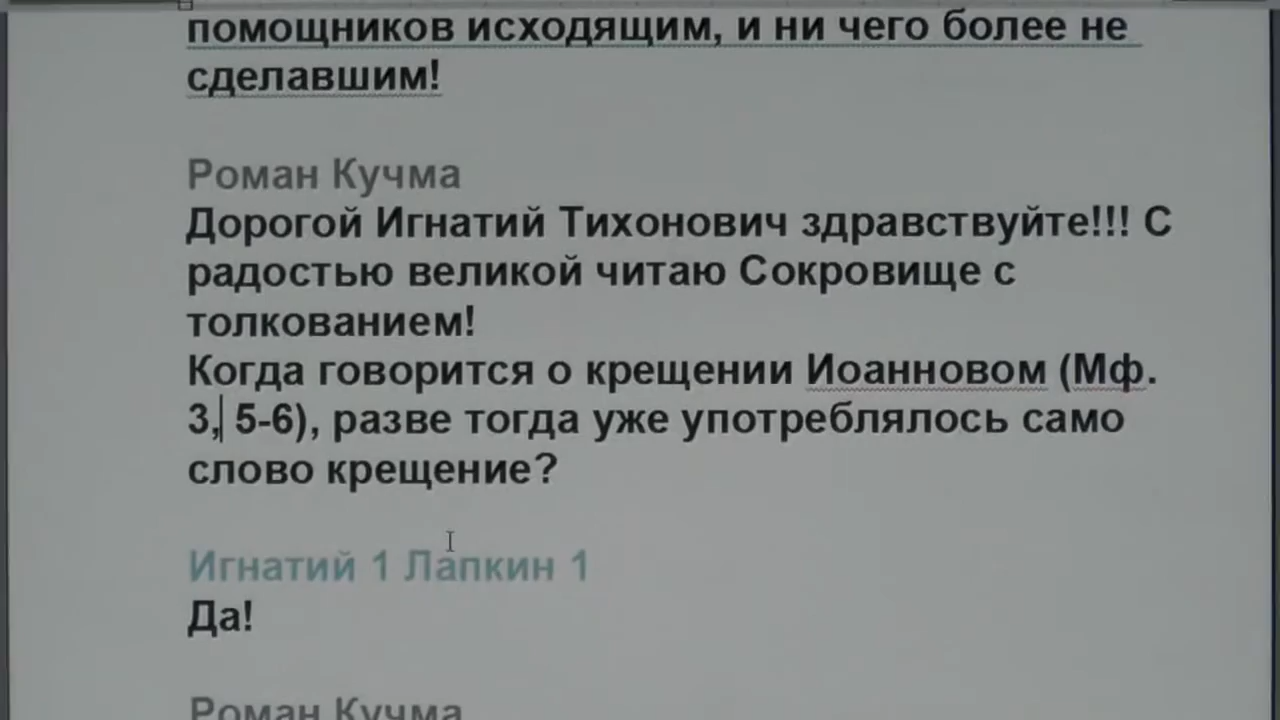 помощников исходящим, и ни чего более не
сделавшим!
Роман Кучма
Дорогой Игнатий Тихонович здравствуйте!!! С
радостью великой читаю Сокровище с
толкованием!
Когда говорится о крещении Иоанновом (Мф.
3, 5-6), разве тогда уже употреблялось само
слово крещение?
Игнатий 1 Лапкин 1
Да!
Роман Кучма